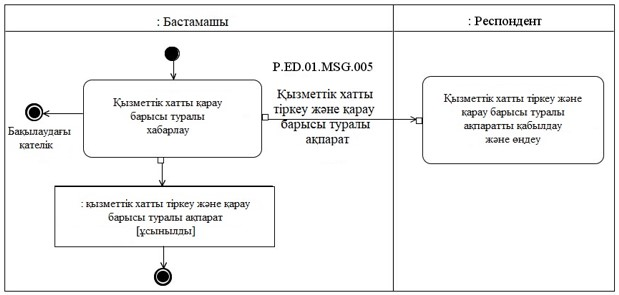 : Бастамашы
: Респондент
P.ED.01.MSG.005
Қызметтік хатты қарау
барысы туралы
хабарлау
Қызметтік хатты
тіркеу және қарау
барысы туралы
ақпарат
Қызметтік хатты тіркеу және
қарау барысы туралы
ақпаратты қабылдау
және өңдеу
Бақылаудағы
қателік
: қызметтік хатты тіркеу және қарау
барысы туралы ақпарат
[ұсынылды]